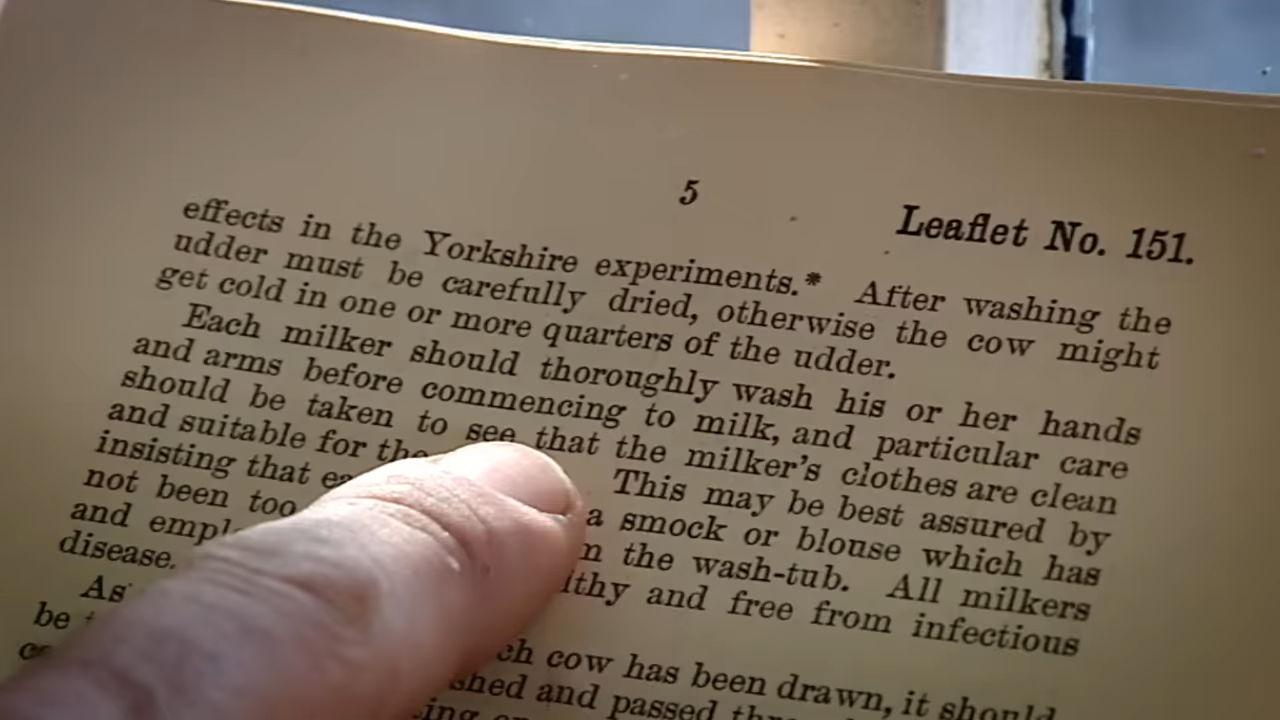 5
Leaflet No. 151.
effects in the Yorkshire experiments.* After washing the
udder must be carefully dried, otherwise the cow might
get cold in one or more quarters of the udder.
Each milker should thoroughly wash his or her hands
and arms before commencing to milk, and particular care
should be taken to see that the milker's clothes are clean
and suitable for the This may be best assured by
insisting that a smock or blouse which has
not been too the wash-tub. All milkers
and and free from infectious
disease.
As
be cow has been drawn, it should
and passed